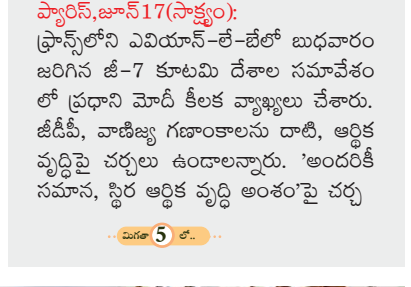 ప్యారిస్,జూన్17(సాక్ష్యం):
ఫ్రాన్స్‌లోని ఎవియాన్-లే-బేలో బుధవారం
జరిగిన జీ-7 కూటమి దేశాల సమావేశం
లో ప్రధాని మోదీ కీలక వ్యాఖ్యలు చేశారు.
జీడీపీ, వాణిజ్య గణాంకాలను దాటి, ఆర్థిక
వృద్ధిపై చర్చలు ఉండాలన్నారు. 'అందరికీ
సమాన, స్థిర ఆర్థిక వృద్ధి అంశం'పై చర్చ
మిగతా 5 లో..